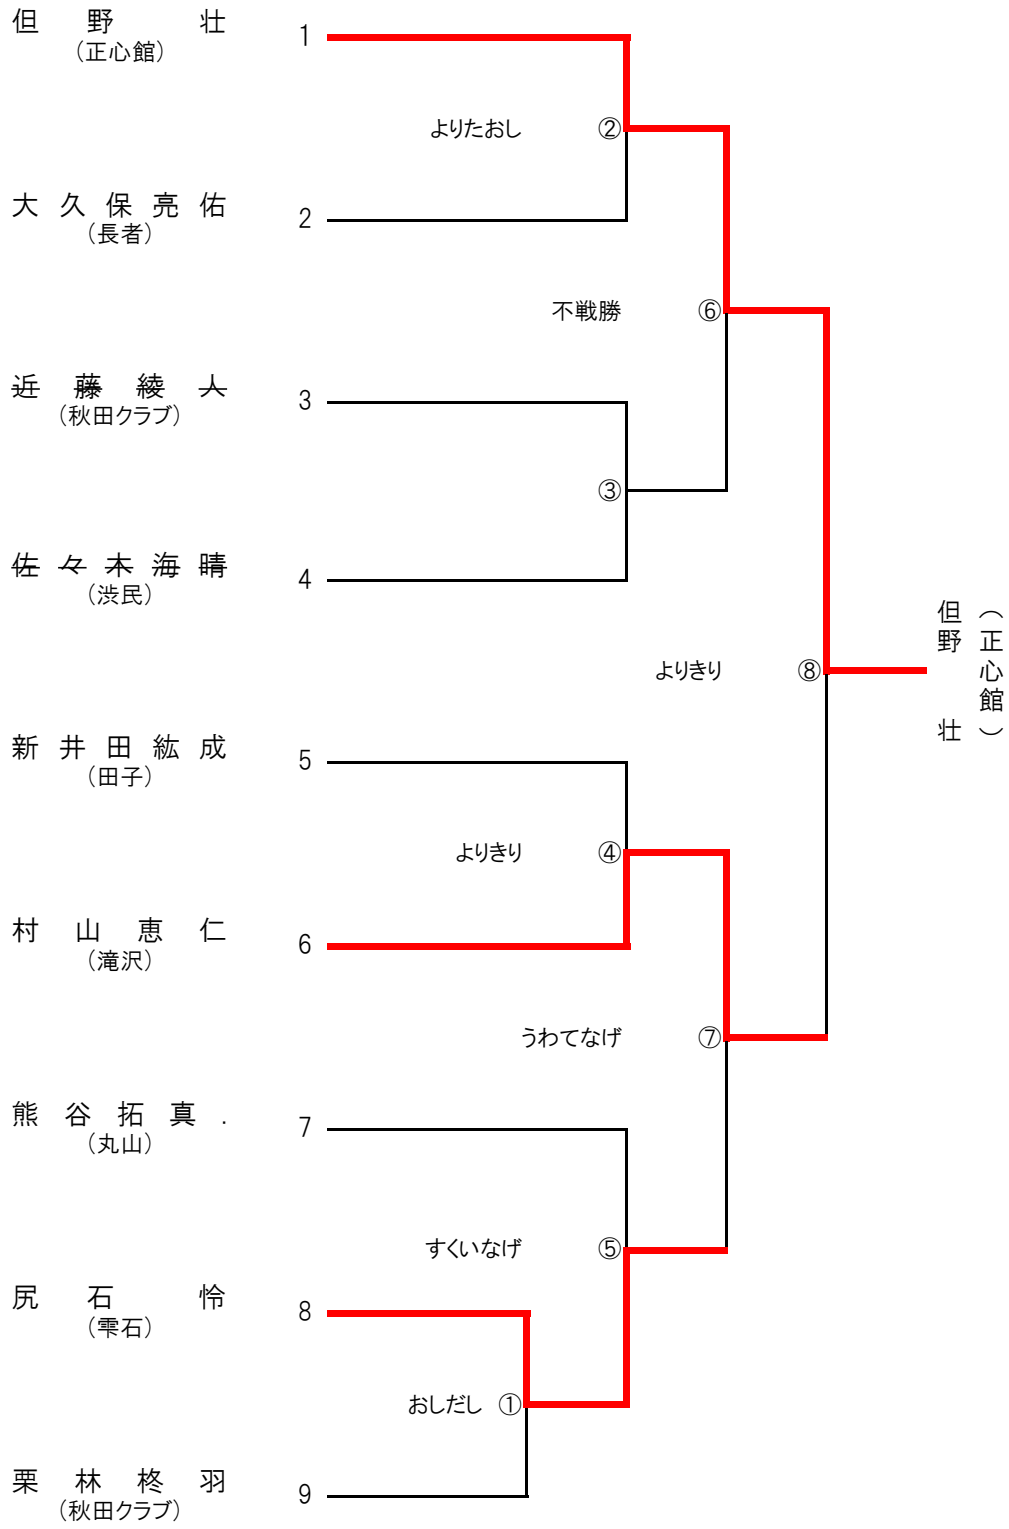 但野壮 1
（正心館）
よりたおし ②
大久保亮佑 2
（長者）
不戦勝 ⑥
近藤綾人 3
（秋田クラブ）
③
佐々木海晴 4
（渋民）
よりきり ⑧
但野 壮
（正心館）
新井田紘成 5
（田子）
よりきり ④
村山恵仁 6
（滝沢）
うわてなげ ⑦
熊谷拓真. 7
（丸山）
すくいなげ ⑤
尻石怜 8
（雫石）
おしだし ①
栗林柊羽 9
（秋田クラブ）